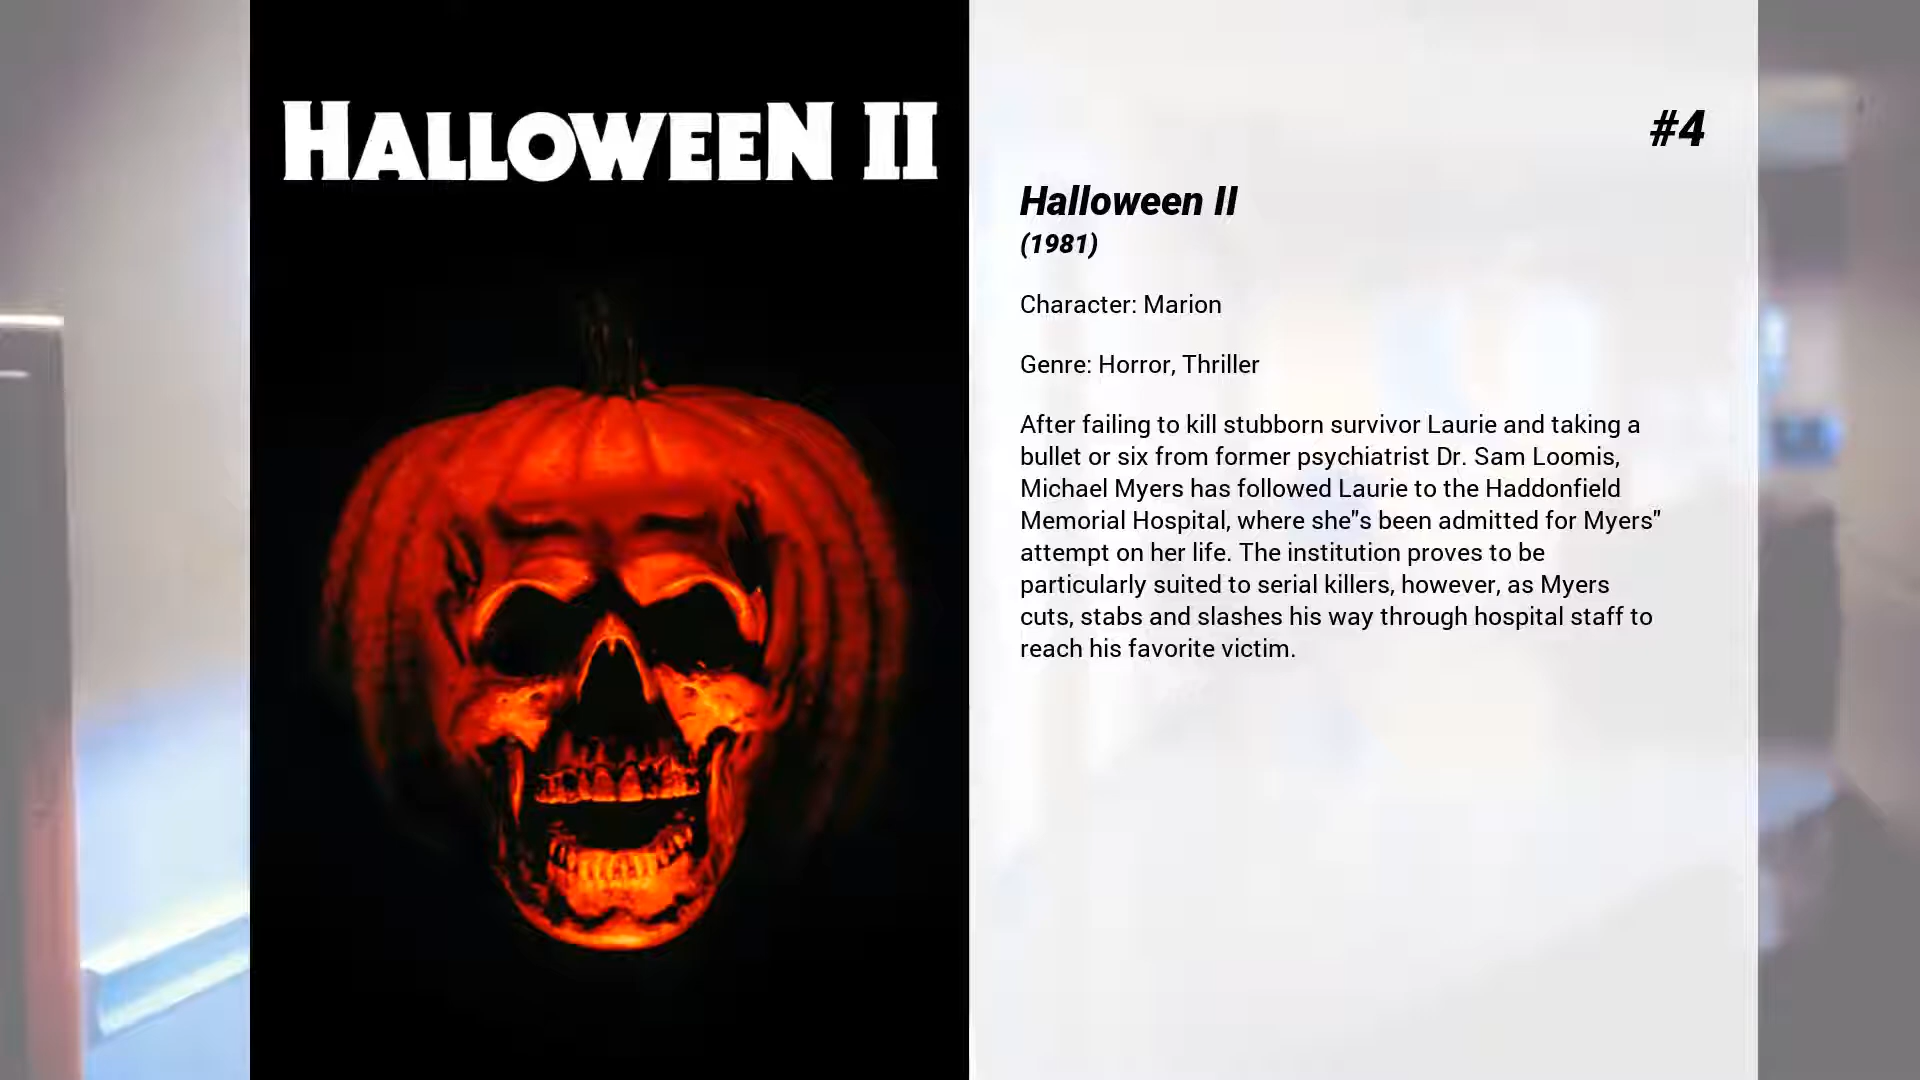 HALLOWEEN II
#4
Halloween II
(1981)
Character: Marion
Genre: Horror, Thriller
After failing to kill stubborn survivor Laurie and taking a
bullet or six from former psychiatrist Dr. Sam Loomis,
Michael Myers has followed Laurie to the Haddonfield
Memorial Hospital, where she"s been admitted for Myers"
attempt on her life. The institution proves to be
particularly suited to serial killers, however, as Myers
cuts, stabs and slashes his way through hospital staff to
reach his favorite victim.